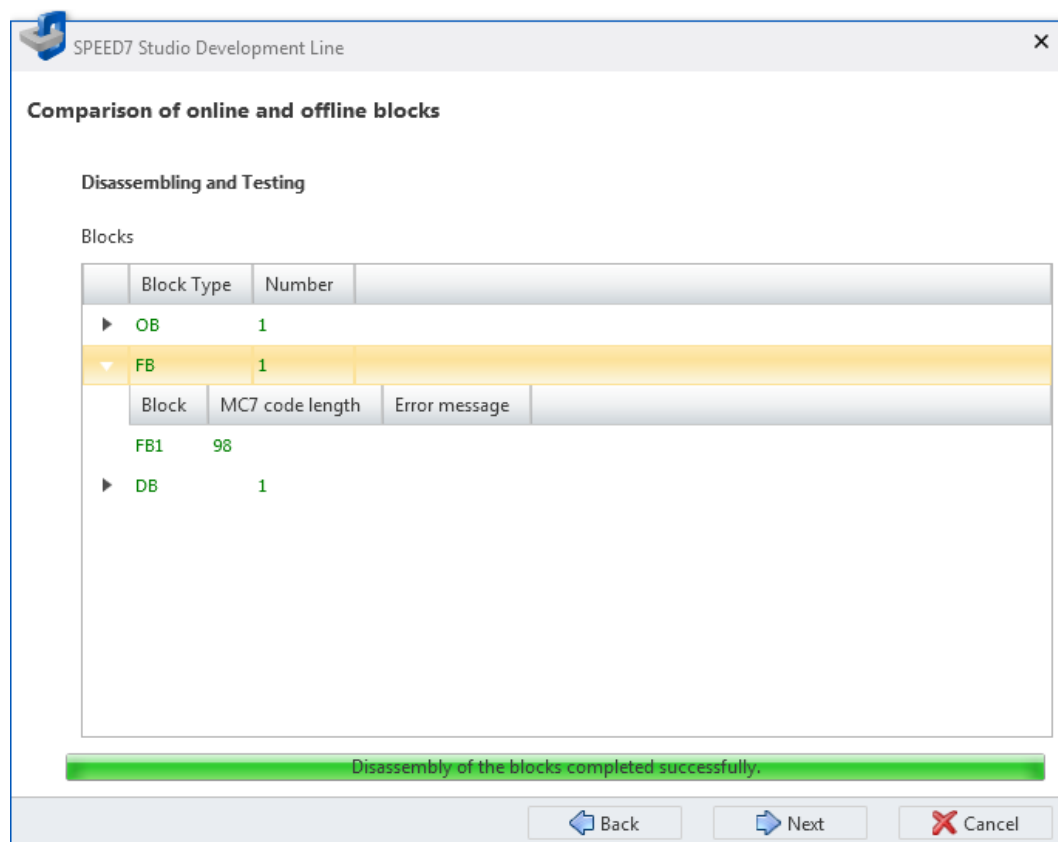 SPEED7 Studio Development Line
Comparison of online and offline blocks
Disassembling and Testing
Blocks
Block Type Number
OB 1
FB 1
Block MC7 code length Error message
FB1 98
DB 1
Disassembly of the blocks completed successfully.
Back Next Cancel